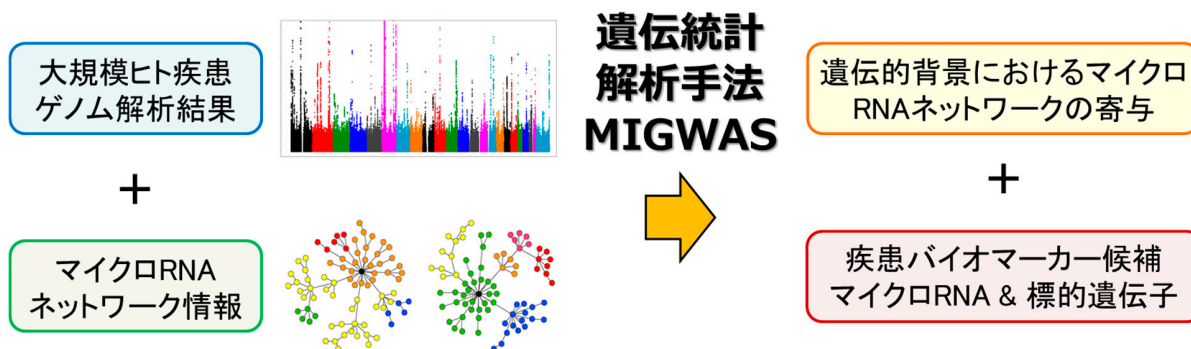 大規模ヒト疾患
ゲノム解析結果
+
マイクロRNA
ネットワーク情報
遺伝統計
解析手法
MIGWAS
遺伝的背景におけるマイクロ
RNAネットワークの寄与
+
疾患バイオマーカー候補
マイクロRNA & 標的遺伝子